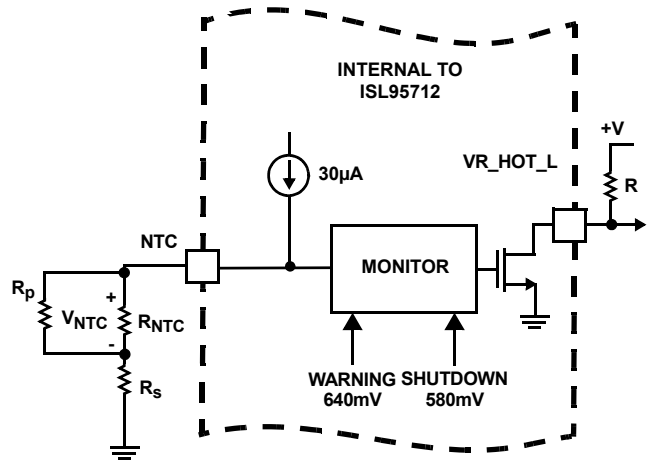 INTERNAL TO
ISL95712
+V
VR_HOT_L
R
30µA
NTC
MONITOR
Rp
+
VNTC
RNTC
-
Rs
WARNING
640mV
SHUTDOWN
580mV